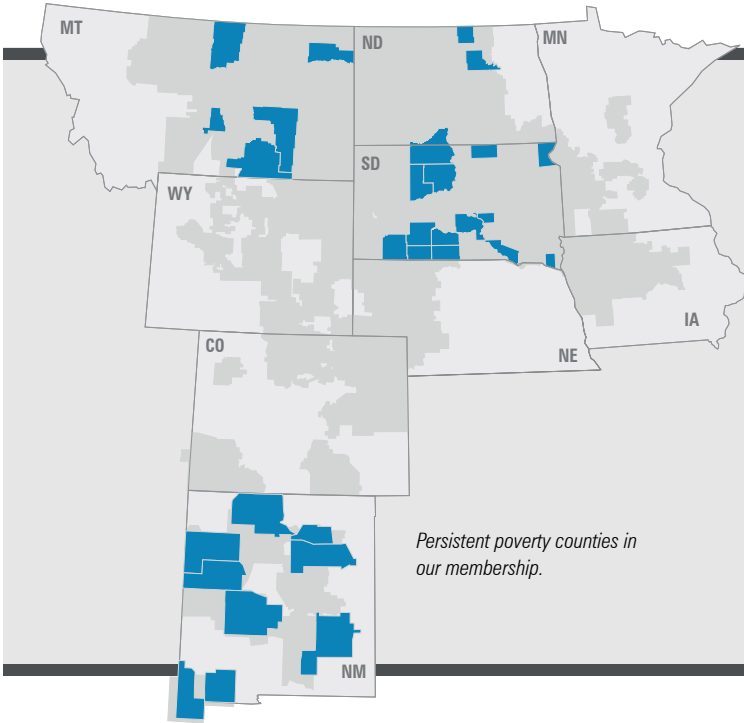 MT
ND
MN
SD
WY
IA
CO
NE
Persistent poverty counties in
our membership.
NM